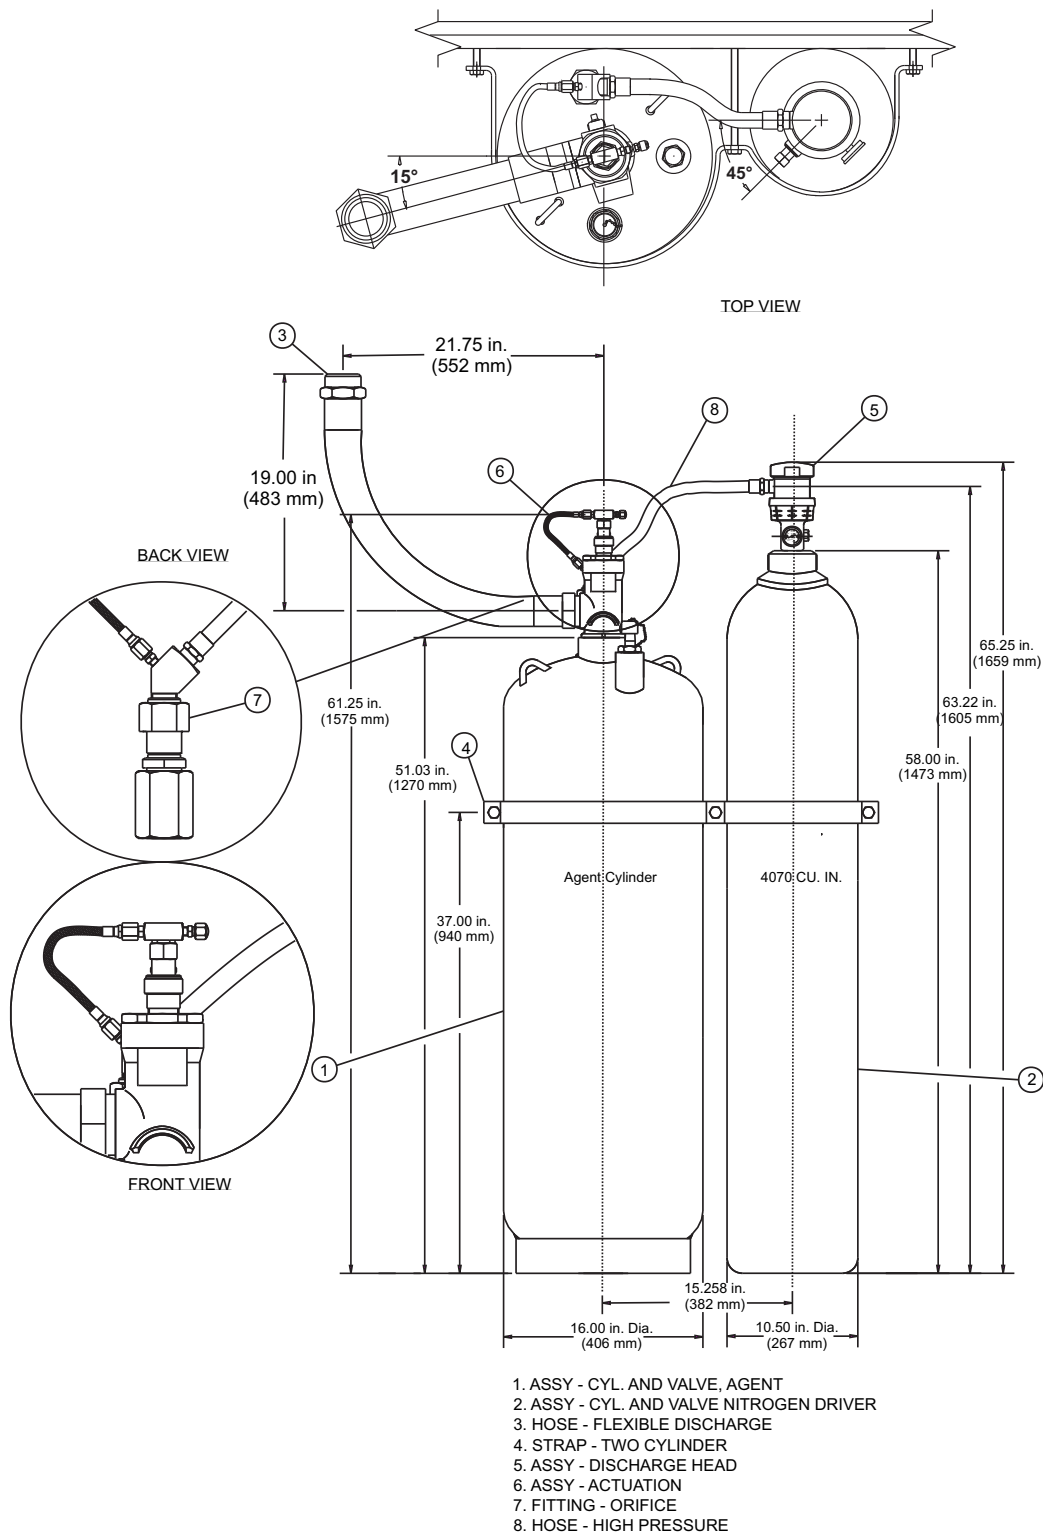 15°
45°
TOP VIEW
3
21.75 in.
(552 mm)
8
5
19.00 in
(483 mm)
6
BACK VIEW
7
61.25 in.
(1575 mm)
65.25 in.
(1659 mm)
63.22 in.
(1605 mm)
58.00 in.
(1473 mm)
4
51.03 in.
(1270 mm)
Agent Cylinder
4070 CU. IN.
37.00 in.
(940 mm)
1
2
FRONT VIEW
15.258 in.
(382 mm)
16.00 in. Dia.
(406 mm)
10.50 in. Dia.
(267 mm)
1. ASSY - CYL. AND VALVE, AGENT
2. ASSY - CYL. AND VALVE NITROGEN DRIVER
3. HOSE - FLEXIBLE DISCHARGE
4. STRAP - TWO CYLINDER
5. ASSY - DISCHARGE HEAD
6. ASSY - ACTUATION
7. FITTING - ORIFICE
8. HOSE - HIGH PRESSURE